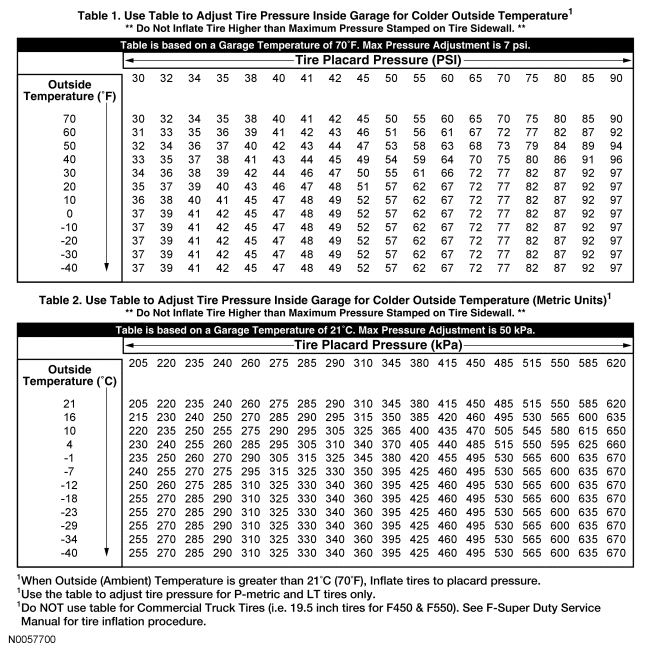 Table 1. Use Table to Adjust Tire Pressure Inside Garage for Colder Outside Temperature1
** Do Not Inflate Tire Higher than Maximum Pressure Stamped on Tire Sidewall. **
Table is based on a Garage Temperature of 70°F. Max Pressure Adjustment is 7 psi.
Tire Placard Pressure (PSI)
Outside Temperature (°F)
30 32 34 35 38 40 41 42 45 50 55 60 65 70 75 80 85 90
70 30 32 34 35 38 40 41 42 45 50 55 60 65 70 75 80 85 90
60 31 33 35 36 39 41 42 43 46 51 56 61 67 72 77 82 87 92
50 32 34 36 37 40 42 43 44 47 53 58 63 68 73 79 84 89 94
40 33 35 37 38 41 43 44 45 49 54 59 64 70 75 80 86 91 96
30 34 36 38 39 42 44 46 47 50 55 61 66 72 77 82 87 92 97
20 35 37 39 40 43 46 47 48 51 57 62 67 72 77 82 87 92 97
10 36 38 40 41 45 47 48 49 52 57 62 67 72 77 82 87 92 97
0 37 39 41 42 45 47 48 49 52 57 62 67 72 77 82 87 92 97
-10 37 39 41 42 45 47 48 49 52 57 62 67 72 77 82 87 92 97
-20 37 39 41 42 45 47 48 49 52 57 62 67 72 77 82 87 92 97
-30 37 39 41 42 45 47 48 49 52 57 62 67 72 77 82 87 92 97
-40 37 39 41 42 45 47 48 49 52 57 62 67 72 77 82 87 92 97
Table 2. Use Table to Adjust Tire Pressure Inside Garage for Colder Outside Temperature (Metric Units)1
** Do Not Inflate Tire Higher than Maximum Pressure Stamped on Tire Sidewall. **
Table is based on a Garage Temperature of 21°C. Max Pressure Adjustment is 50 kPa.
Tire Placard Pressure (kPa)
Outside Temperature (°C)
205 220 235 240 260 275 285 290 310 345 380 415 450 485 515 550 585 620
21 205 220 235 240 260 275 285 290 310 345 385 415 450 485 515 550 585 620
16 215 230 240 250 270 285 290 295 315 350 385 420 460 495 530 565 600 635
10 220 235 250 255 275 290 295 305 325 365 400 435 470 505 545 580 615 650
4 230 240 255 260 285 295 305 310 340 370 405 440 485 515 550 595 625 660
-1 235 250 260 270 290 305 315 325 345 380 420 455 495 530 565 600 635 670
-7 240 255 270 275 295 315 325 330 350 395 425 460 495 530 565 600 635 670
-12 250 260 275 285 310 325 330 340 360 395 425 460 495 530 565 600 635 670
-18 255 270 285 290 310 325 330 340 360 395 425 460 495 530 565 600 635 670
-23 255 270 285 290 310 325 330 340 360 395 425 460 495 530 565 600 635 670
-29 255 270 285 290 310 325 330 340 360 395 425 460 495 530 565 600 635 670
-34 255 270 285 290 310 325 330 340 360 395 425 460 495 530 565 600 635 670
-40 255 270 285 290 310 325 330 340 360 395 425 460 495 530 565 600 635 670
1When Outside (Ambient) Temperature is greater than 21°C (70°F), Inflate tires to placard pressure.
1Use the table to adjust tire pressure for P-metric and LT tires only.
1Do NOT use table for Commercial Truck Tires (i.e. 19.5 inch tires for F450 & F550). See F-Super Duty Service
Manual for tire inflation procedure.
N0057700